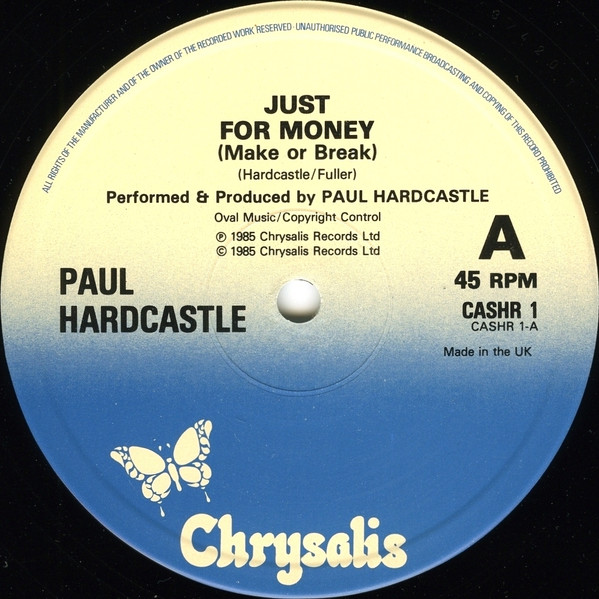 ALL RIGHTS OF THE MANUFACTURER AND OF THE OWNER OF THE RECORDED WORK RESERVED · UNAUTHORISED PUBLIC PERFORMANCE BROADCASTING AND COPYING OF THIS RECORD PROHIBITED
JUST
FOR MONEY
(Make or Break)
(Hardcastle/Fuller)
Performed & Produced by PAUL HARDCASTLE
Oval Music/Copyright Control
℗ 1985 Chrysalis Records Ltd
© 1985 Chrysalis Records Ltd
A
PAUL
HARDCASTLE
45 RPM
CASHR 1
CASHR 1-A
Made in the UK
Chrysalis